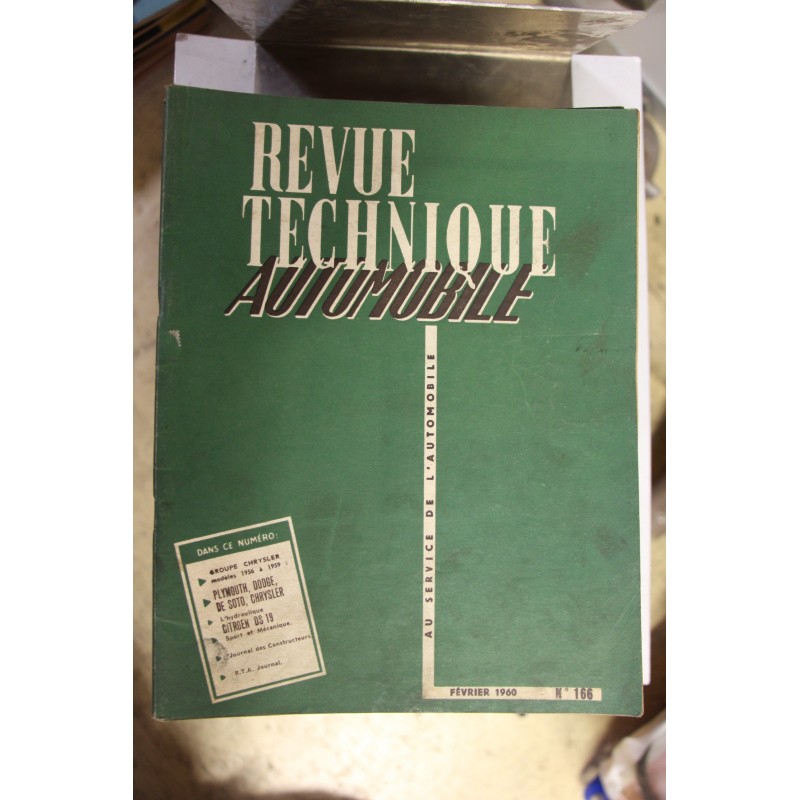 REVUE
TECHNIQUE
AUTOMOBILE
AU SERVICE DE L'AUTOMOBILE
DANS CE NUMÉRO:
GROUPE CHRYSLER
modèles 1956 à 1959 :
PLYMOUTH, DODGE,
DE SOTO, CHRYSLER
L'hydraulique
CITROEN DS 19
Sport et Mécanique.
Journal des Constructeurs.
R.T.A. Journal.
FÉVRIER 1960 N° 166